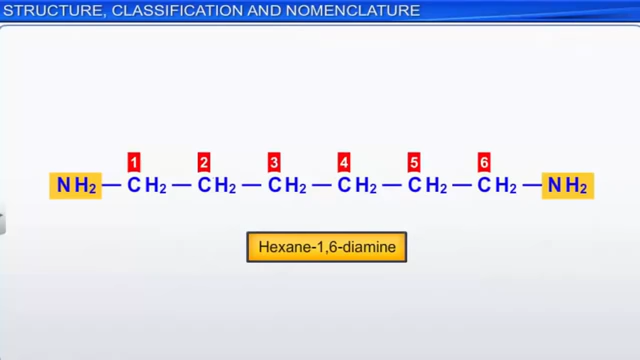 STRUCTURE, CLASSIFICATION AND NOMENCLATURE
1 2 3 4 5 6
NH₂—CH₂—CH₂—CH₂—CH₂—CH₂—CH₂—NH₂
Hexane-1,6-diamine